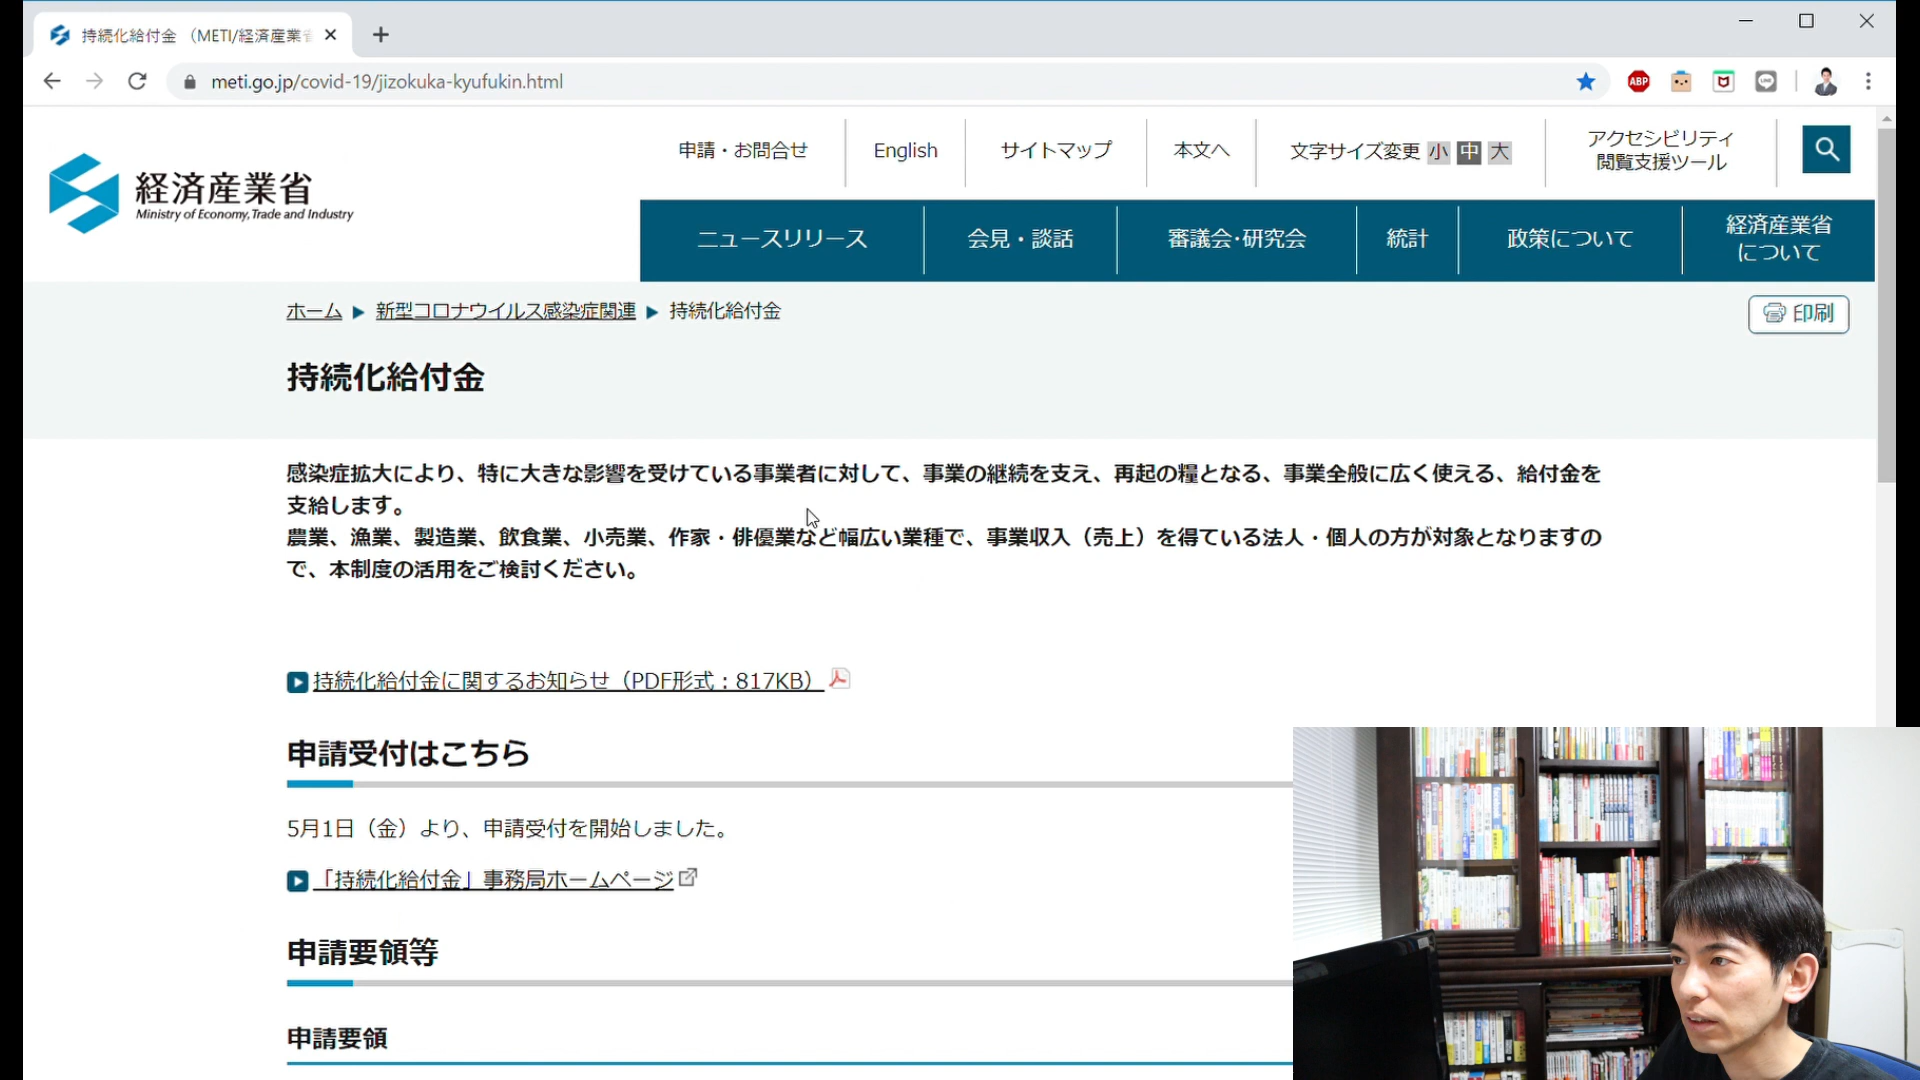 持続化給付金 （METI/経済産業省
meti.go.jp/covid-19/jizokuka-kyufukin.html
ABP
申請・お問合せ
English
サイトマップ
本文へ
文字サイズ変更 小 中 大
アクセシビリティ
閲覧支援ツール
経済産業省
Ministry of Economy, Trade and Industry
ニュースリリース
会見・談話
審議会・研究会
統計
政策について
経済産業省
について
ホーム ▶ 新型コロナウイルス感染症関連 ▶ 持続化給付金
印刷
持続化給付金
感染症拡大により、特に大きな影響を受けている事業者に対して、事業の継続を支え、再起の糧となる、事業全般に広く使える、給付金を
支給します。
農業、漁業、製造業、飲食業、小売業、作家・俳優業など幅広い業種で、事業収入（売上）を得ている法人・個人の方が対象となりますの
で、本制度の活用をご検討ください。
持続化給付金に関するお知らせ（PDF形式：817KB）
申請受付はこちら
5月1日（金）より、申請受付を開始しました。
「持続化給付金」事務局ホームページ
申請要領等
申請要領